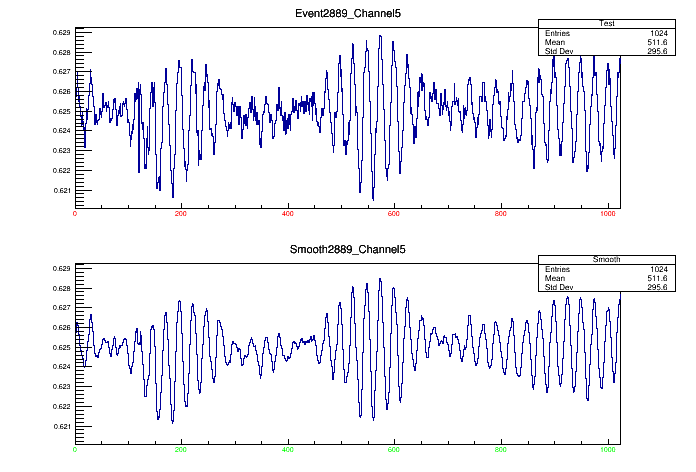 Event2889_Channel5
Test
Entries 1024
Mean 511.6
Std Dev 295.6
0.629
0.628
0.627
0.626
0.625
0.624
0.623
0.622
0.621
0 200 400 600 800 1000
Smooth2889_Channel5
Smooth
Entries 1024
Mean 511.6
Std Dev 295.6
0.629
0.628
0.627
0.626
0.625
0.624
0.623
0.622
0.621
0 200 400 600 800 1000